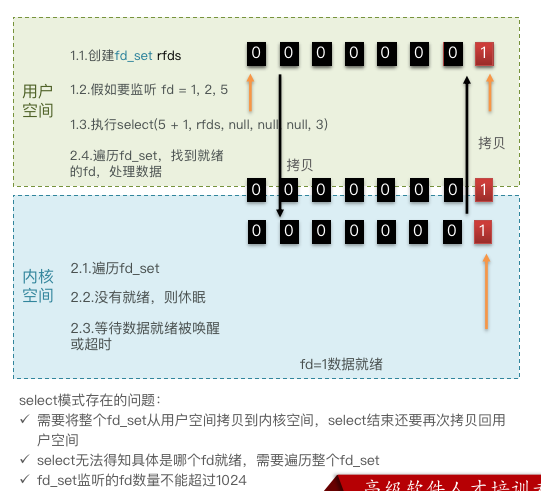 1.1.创建fd_set rfds
0 0 0 0 0 0 0 1
用户
空间
1.2.假如要监听 fd = 1, 2, 5
1.3.执行select(5 + 1, rfds, null, null, null, 3)
拷贝
2.4.遍历fd_set，找到就绪
的fd，处理数据
拷贝
0 0 0 0 0 0 0 1
0 0 0 0 0 0 0 1
内核
空间
2.1.遍历fd_set
2.2.没有就绪，则休眠
2.3.等待数据就绪被唤醒
或超时
fd=1数据就绪
select模式存在的问题：
✓ 需要将整个fd_set从用户空间拷贝到内核空间，select结束还要再次拷贝回用
户空间
✓ select无法得知具体是哪个fd就绪，需要遍历整个fd_set
✓ fd_set监听的fd数量不能超过1024
高级软件人才培训